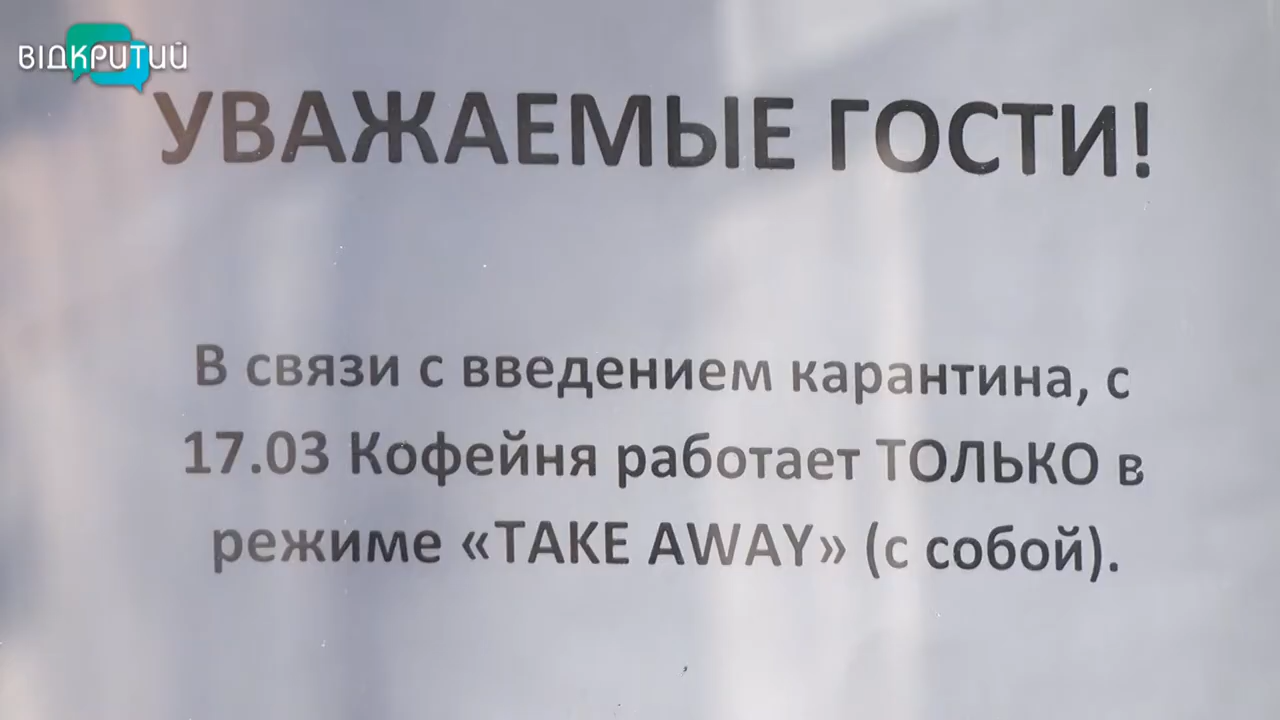 ВІДКРИТИЙ
УВАЖАЕМЫЕ ГОСТИ!
В связи с введением карантина, с
17.03 Кофейня работает ТОЛЬКО в
режиме «TAKE AWAY» (с собой).